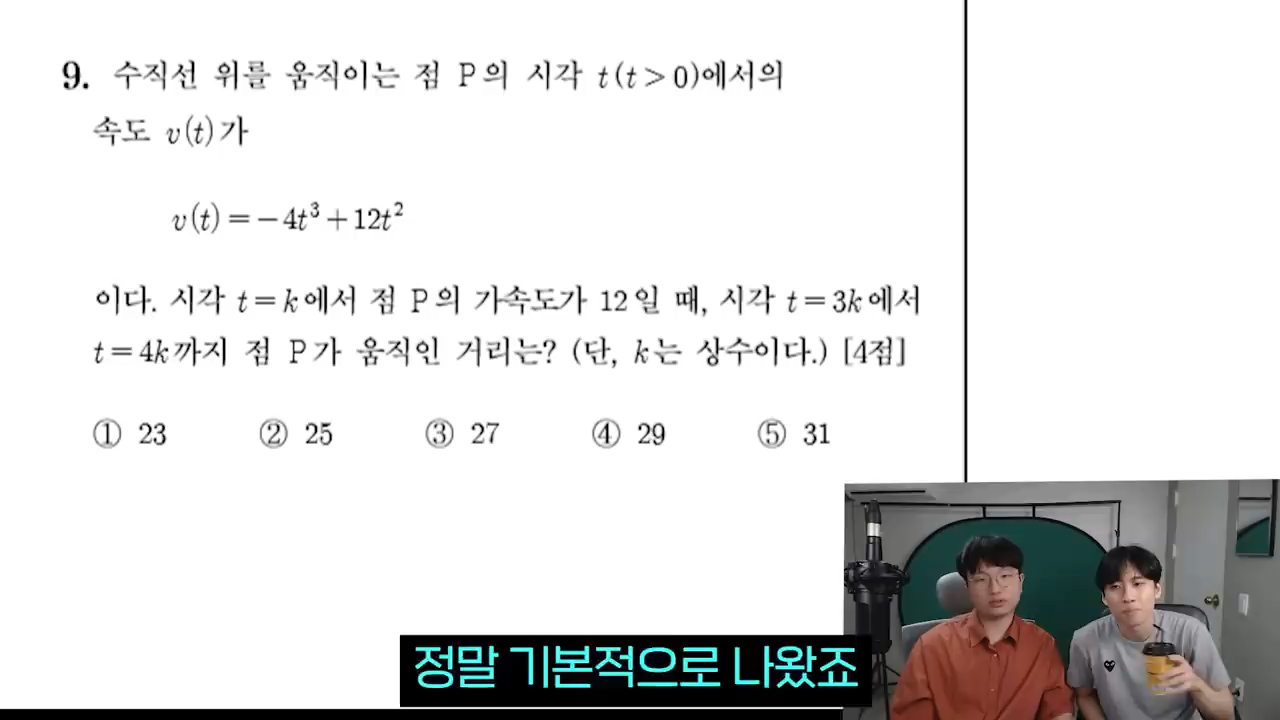 9. 수직선 위를 움직이는 점 P의 시각 t(t>0)에서의
속도 v(t)가
v(t)=-4t³+12t²
이다. 시각 t=k에서 점 P의 가속도가 12일 때, 시각 t=3k에서
t=4k까지 점 P가 움직인 거리는? (단, k는 상수이다.) [4점]
① 23 ② 25 ③ 27 ④ 29 ⑤ 31
정말 기본적으로 나왔죠